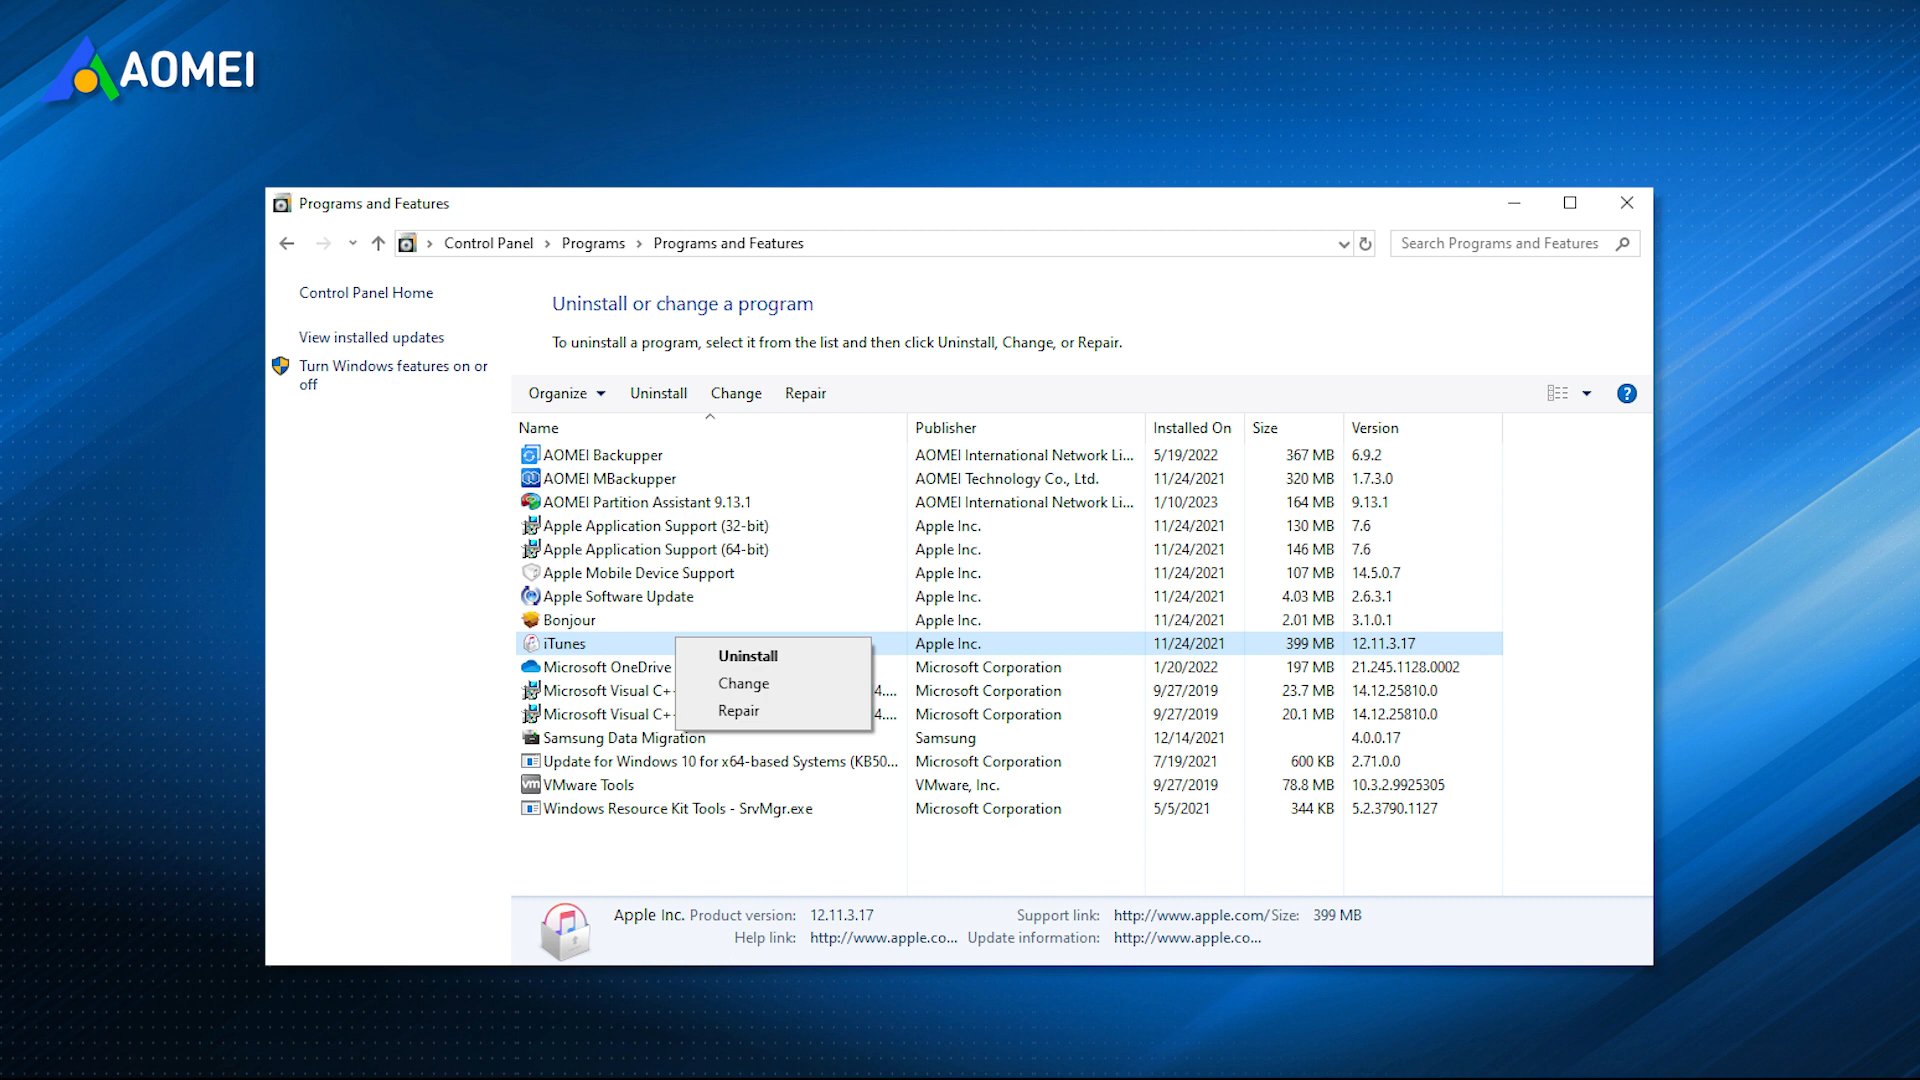 AOMEI
Programs and Features
Control Panel Programs Programs and Features
Search Programs and Features
Control Panel Home
View installed updates
Turn Windows features on or
off
Uninstall or change a program
To uninstall a program, select it from the list and then click Uninstall, Change, or Repair.
Organize Uninstall Change Repair
Name Publisher Installed On Size Version
AOMEI Backupper AOMEI International Network Li... 5/19/2022 367 MB 6.9.2
AOMEI MBackupper AOMEI Technology Co., Ltd. 11/24/2021 320 MB 1.7.3.0
AOMEI Partition Assistant 9.13.1 AOMEI International Network Li... 1/10/2023 164 MB 9.13.1
Apple Application Support (32-bit) Apple Inc. 11/24/2021 130 MB 7.6
Apple Application Support (64-bit) Apple Inc. 11/24/2021 146 MB 7.6
Apple Mobile Device Support Apple Inc. 11/24/2021 107 MB 14.5.0.7
Apple Software Update Apple Inc. 11/24/2021 4.03 MB 2.6.3.1
Bonjour Apple Inc. 11/24/2021 2.01 MB 3.1.0.1
iTunes Apple Inc. 11/24/2021 399 MB 12.11.3.17
Uninstall
Change
Repair
Microsoft OneDrive Microsoft Corporation 1/20/2022 197 MB 21.245.1128.0002
Microsoft Visual C+ 4.... Microsoft Corporation 9/27/2019 23.7 MB 14.12.25810.0
Microsoft Visual C+ 4.... Microsoft Corporation 9/27/2019 20.1 MB 14.12.25810.0
Samsung Data Migration Samsung 12/14/2021 4.0.0.17
Update for Windows 10 for x64-based Systems (KB50... Microsoft Corporation 7/19/2021 600 KB 2.71.0.0
vm VMware Tools VMware, Inc. 9/27/2019 78.8 MB 10.3.2.9925305
Windows Resource Kit Tools - SrvMgr.exe Microsoft Corporation 5/5/2021 344 KB 5.2.3790.1127
Apple Inc. Product version: 12.11.3.17 Support link: http://www.apple.com/ Size: 399 MB
Help link: http://www.apple.co... Update information: http://www.apple.co...